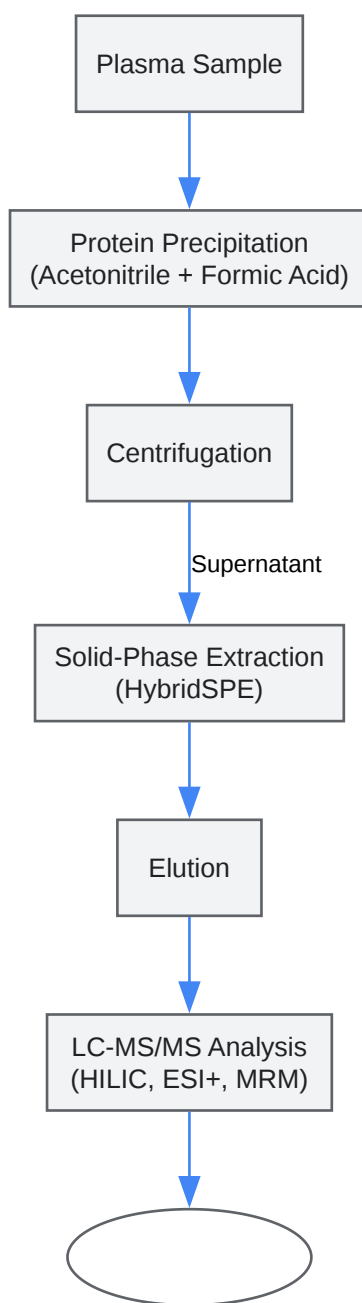 Plasma Sample
Protein Precipitation
(Acetonitrile + Formic Acid)
Centrifugation
Supernatant
Solid-Phase Extraction
(HybridSPE)
Elution
LC-MS/MS Analysis
(HILIC, ESI+, MRM)